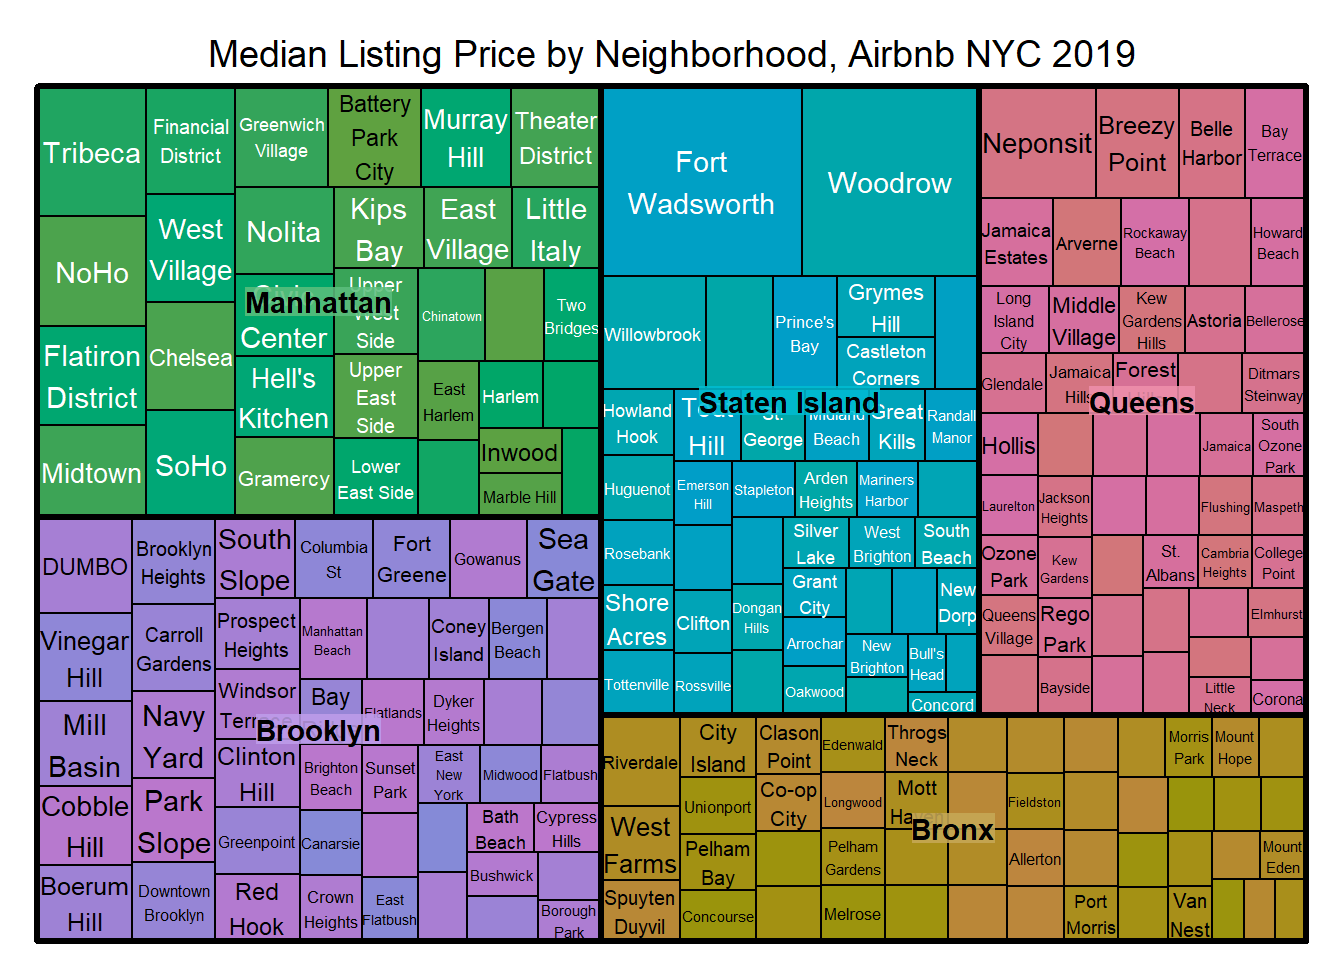 Median Listing Price by Neighborhood, Airbnb NYC 2019
Tribeca
NoHo
Flatiron
District
Midtown
Financial
District
West
Village
Chelsea
SoHo
Greenwich
Village
Battery
Park
City
Murray
Hill
Theater
District
Nolita
Kips
Bay
East
Village
Little
Italy
Manhattan
Center
Hell's
Kitchen
Gramercy
Upper
West
Side
Upper
East
Side
Lower
East Side
Chinatown
Two
Bridges
East
Harlem
Harlem
Inwood
Marble Hill
Fort
Wadsworth
Woodrow
Willowbrook
Prince's
Bay
Grymes
Hill
Castleton
Corners
Staten Island
Howland
Hook
Hill
St.
George
Midland
Beach
Great
Kills
Randall
Manor
Huguenot
Emerson
Hill
Stapleton
Arden
Heights
Mariners
Harbor
Rosebank
Silver
Lake
West
Brighton
South
Beach
Shore
Acres
Clifton
Dongan
Hills
Grant
City
New
Dorp
Arrochar
New
Brighton
Bull's
Head
Tottenville
Rossville
Oakwood
Concord
Neponsit
Breezy
Point
Belle
Harbor
Bay
Terrace
Jamaica
Estates
Arverne
Rockaway
Beach
Howard
Beach
Long
Island
City
Middle
Village
Kew
Gardens
Hills
Astoria
Bellerose
Glendale
Jamaica
Hills
Forest
Ditmars
Steinway
Queens
Hollis
Jamaica
South
Ozone
Park
Laurelton
Jackson
Heights
Flushing
Maspeth
Ozone
Park
Kew
Gardens
St.
Albans
Cambria
Heights
College
Point
Queens
Village
Rego
Park
Elmhurst
Bayside
Little
Neck
Corona
DUMBO
Vinegar
Hill
Mill
Basin
Cobble
Hill
Boerum
Hill
Brooklyn
Heights
Carroll
Gardens
Navy
Yard
Park
Slope
Downtown
Brooklyn
South
Slope
Columbia
St
Fort
Greene
Gowanus
Sea
Gate
Prospect
Heights
Manhattan
Beach
Coney
Island
Bergen
Beach
Windsor
Terrace
Bay
Flatlands
Dyker
Heights
Brooklyn
Clinton
Hill
Brighton
Beach
Sunset
Park
East
New
York
Midwood
Flatbush
Greenpoint
Canarsie
Bath
Beach
Cypress
Hills
Red
Hook
Crown
Heights
East
Flatbush
Bushwick
Borough
Park
Riverdale
West
Farms
Spuyten
Duyvil
City
Island
Unionport
Pelham
Bay
Concourse
Clason
Point
Co-op
City
Edenwald
Longwood
Pelham
Gardens
Melrose
Throgs
Neck
Mott
Haven
Bronx
Fieldston
Allerton
Port
Morris
Morris
Park
Mount
Hope
Mount
Eden
Van
Nest